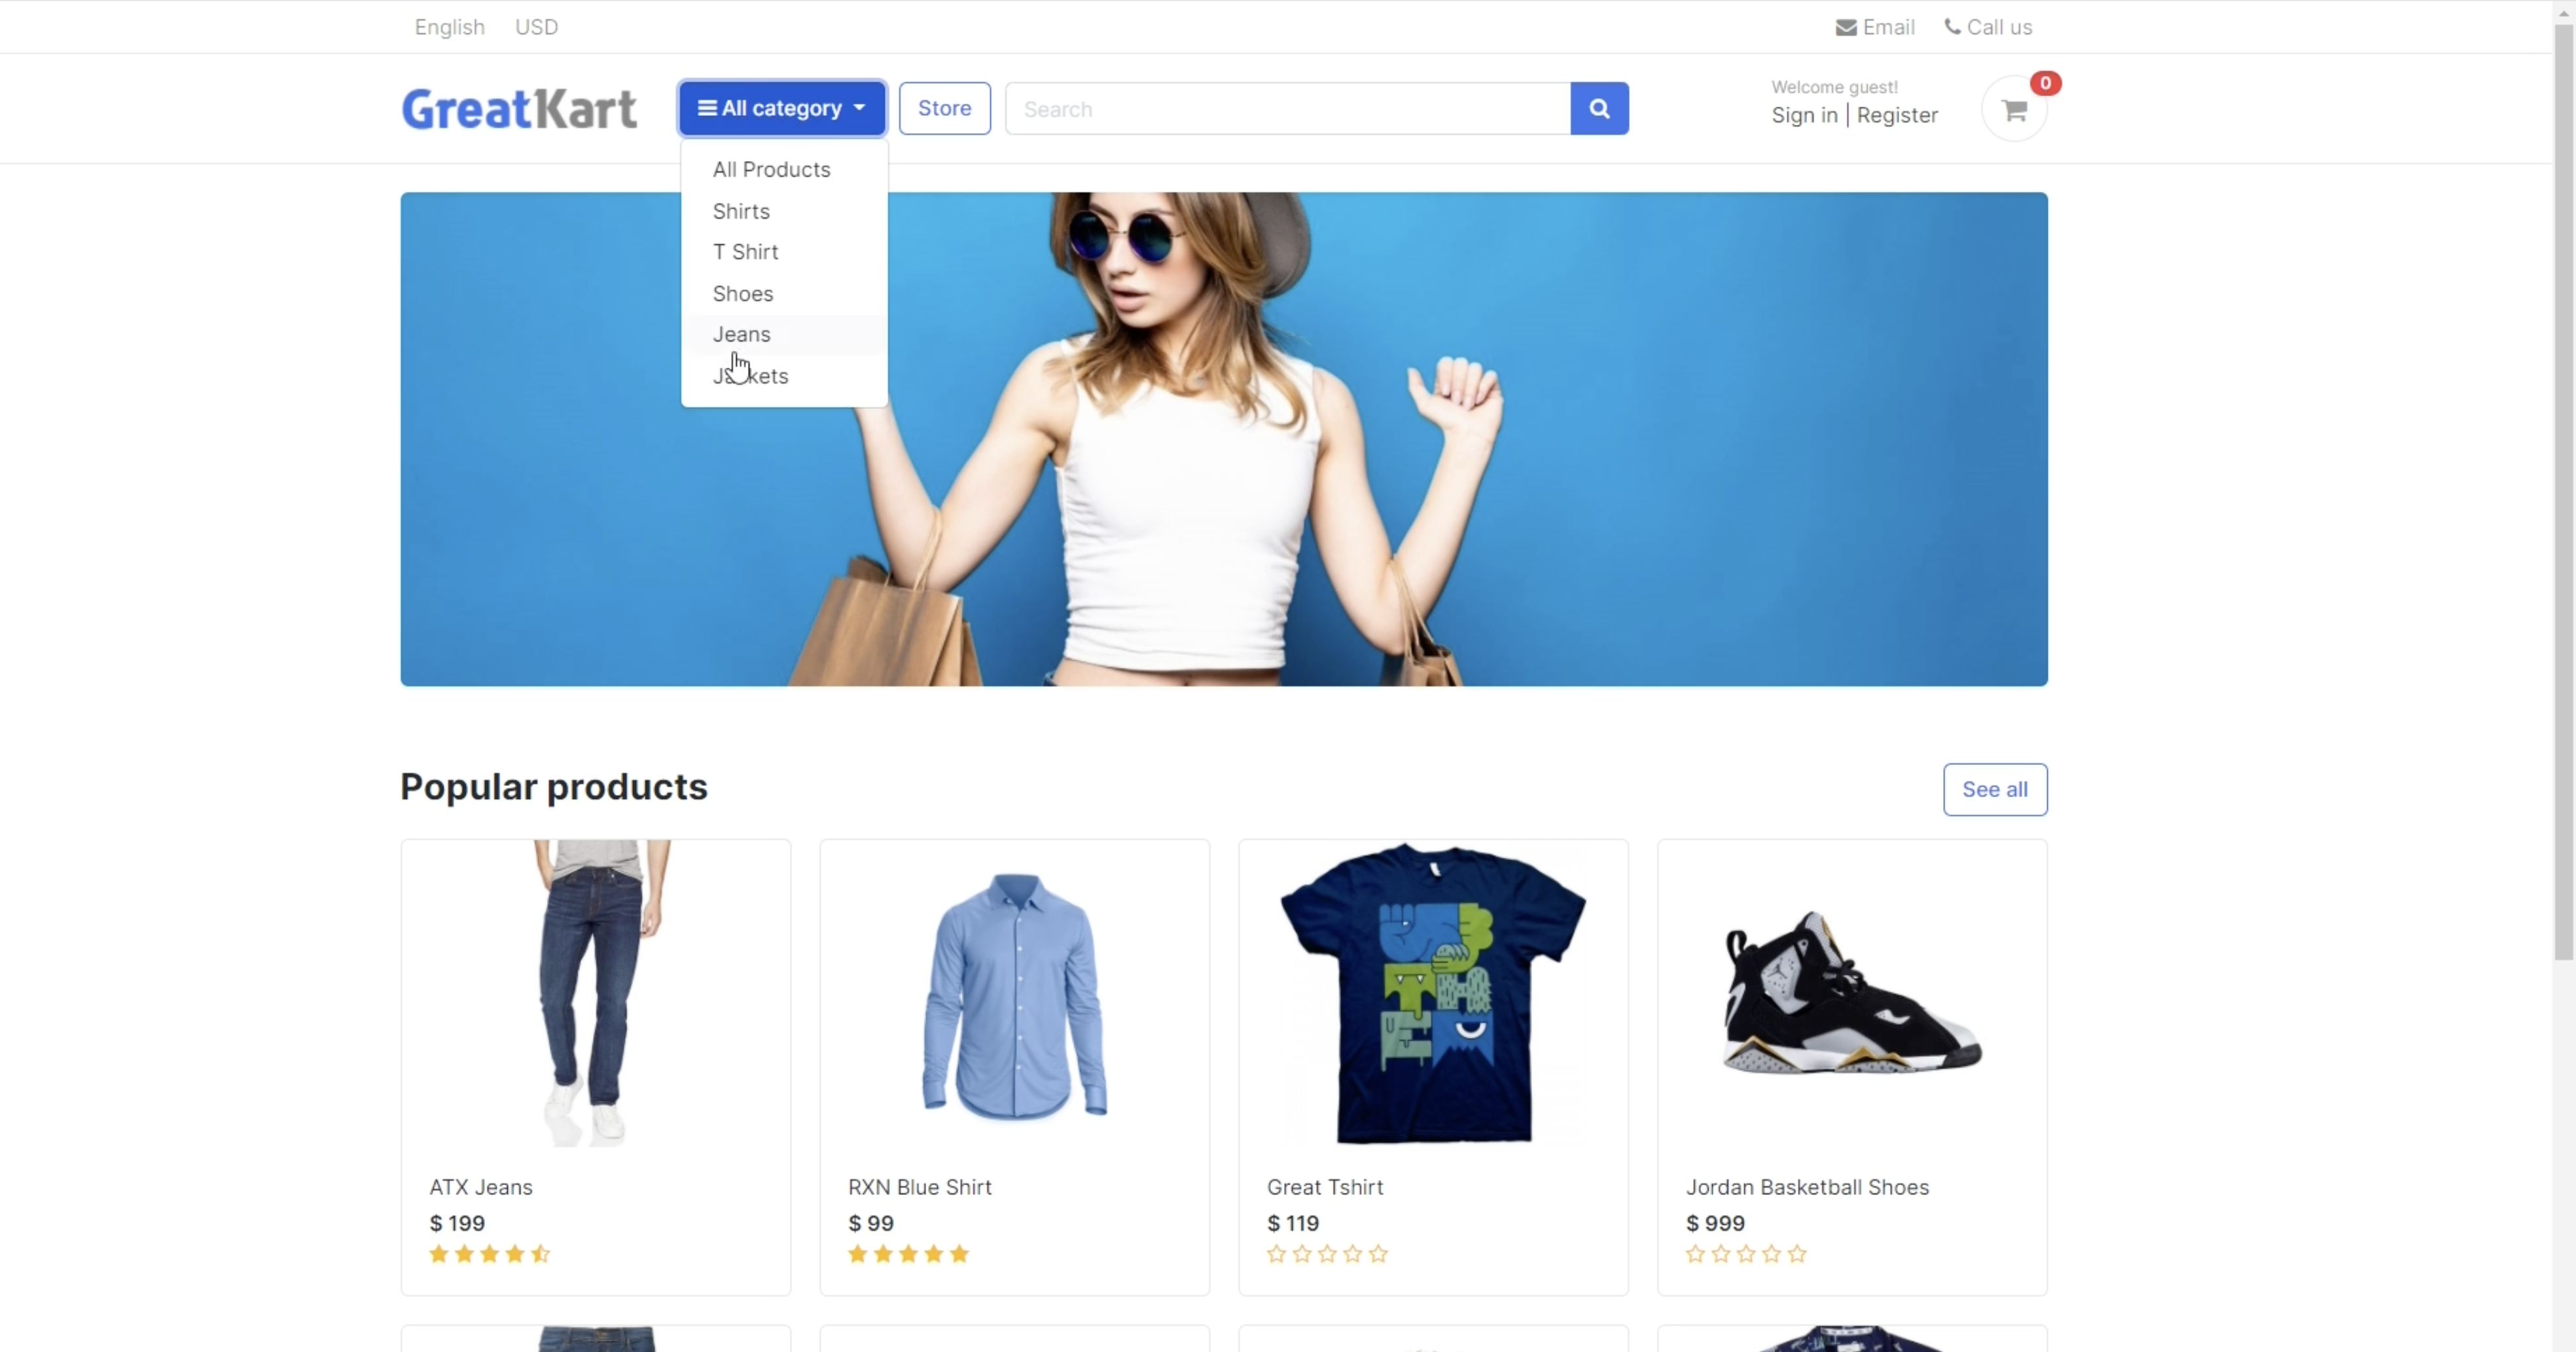 English USD Email Call us
GreatKart All category Store Search Welcome guest! 0
Sign in | Register
All Products
Shirts
T Shirt
Shoes
Jeans
Popular products See all
ATX Jeans RXN Blue Shirt Great Tshirt Jordan Basketball Shoes
$ 199 $ 99 $ 119 $ 999